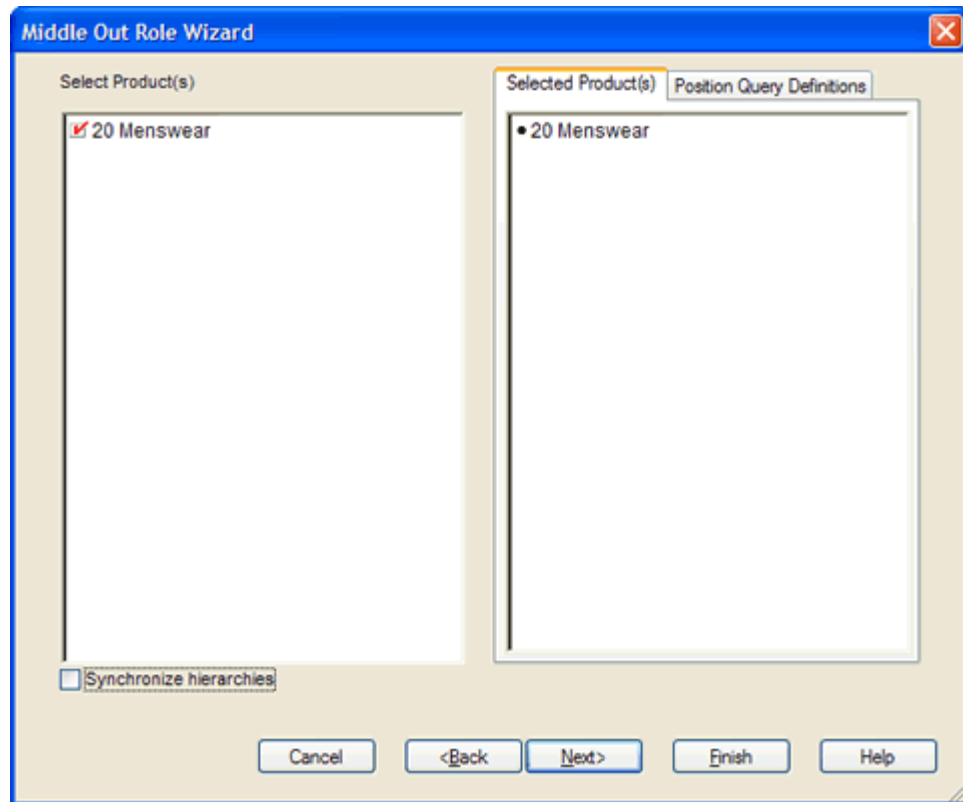 Middle Out Role Wizard
Select Product(s)
20 Menswear
Selected Product(s)
Position Query Definitions
20 Menswear
Synchronize hierarchies
Cancel
<Back
Next>
Finish
Help